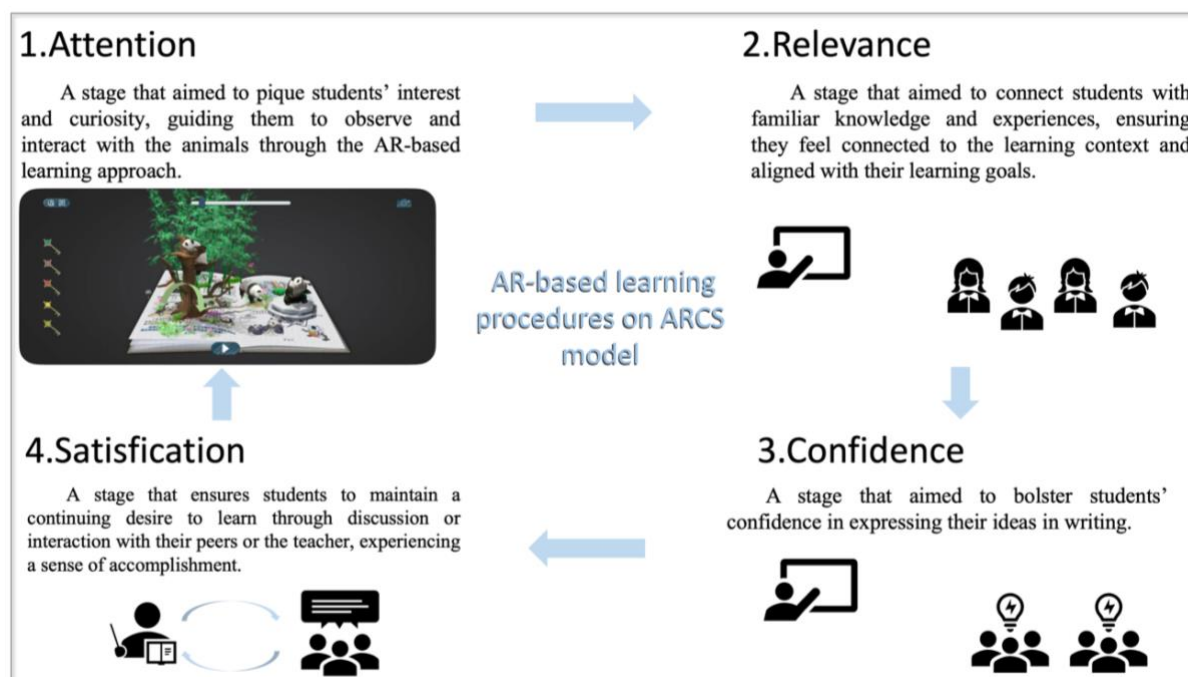 1.Attention
A stage that aimed to pique students’ interest
and curiosity, guiding them to observe and
interact with the animals through the AR-based
learning approach.
2.Relevance
A stage that aimed to connect students with
familiar knowledge and experiences, ensuring
they feel connected to the learning context and
aligned with their learning goals.
AR-based learning
procedures on ARCS
model
3.Confidence
A stage that aimed to bolster students’
confidence in expressing their ideas in writing.
4.Satisfication
A stage that ensures students to maintain a
continuing desire to learn through discussion or
interaction with their peers or the teacher, experiencing
a sense of accomplishment.